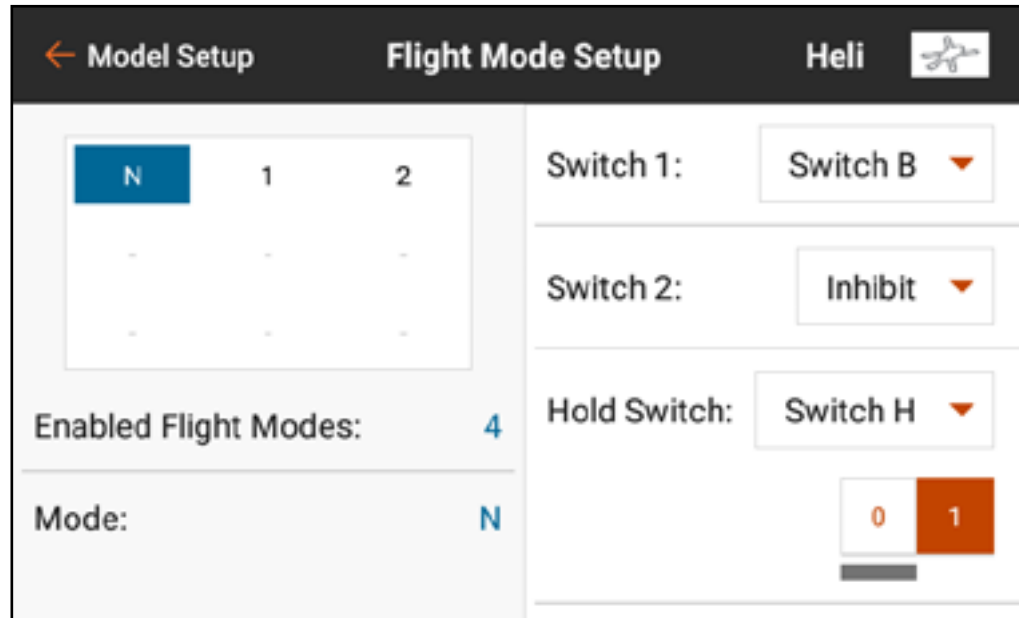 ← Model Setup Flight Mode Setup Heli
N 1 2
- - -
- - -
Enabled Flight Modes: 4
Mode: N
Switch 1: Switch B
Switch 2: Inhibit
Hold Switch: Switch H
0 1